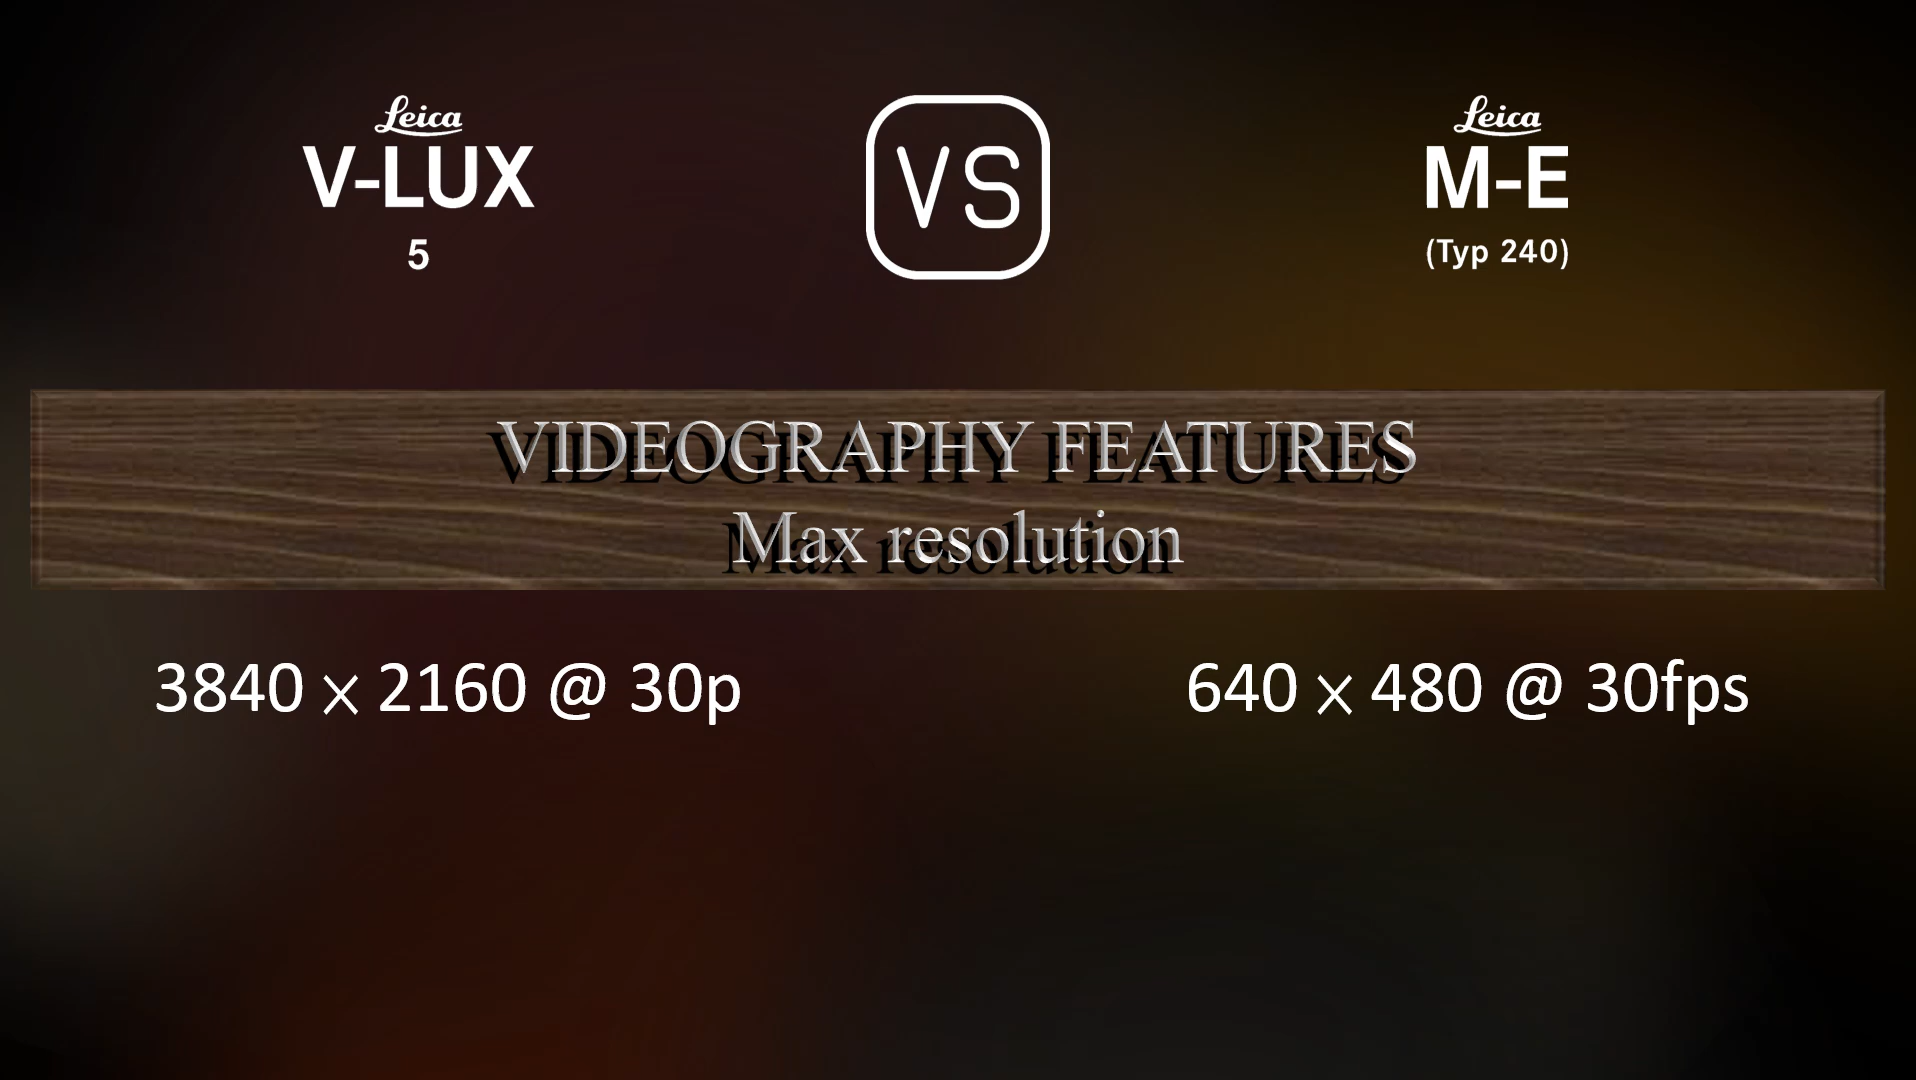 Leica
V-LUX
5
VS
Leica
M-E
(Typ 240)
VIDEOGRAPHY FEATURES
Max resolution
3840 x 2160 @ 30p
640 x 480 @ 30fps